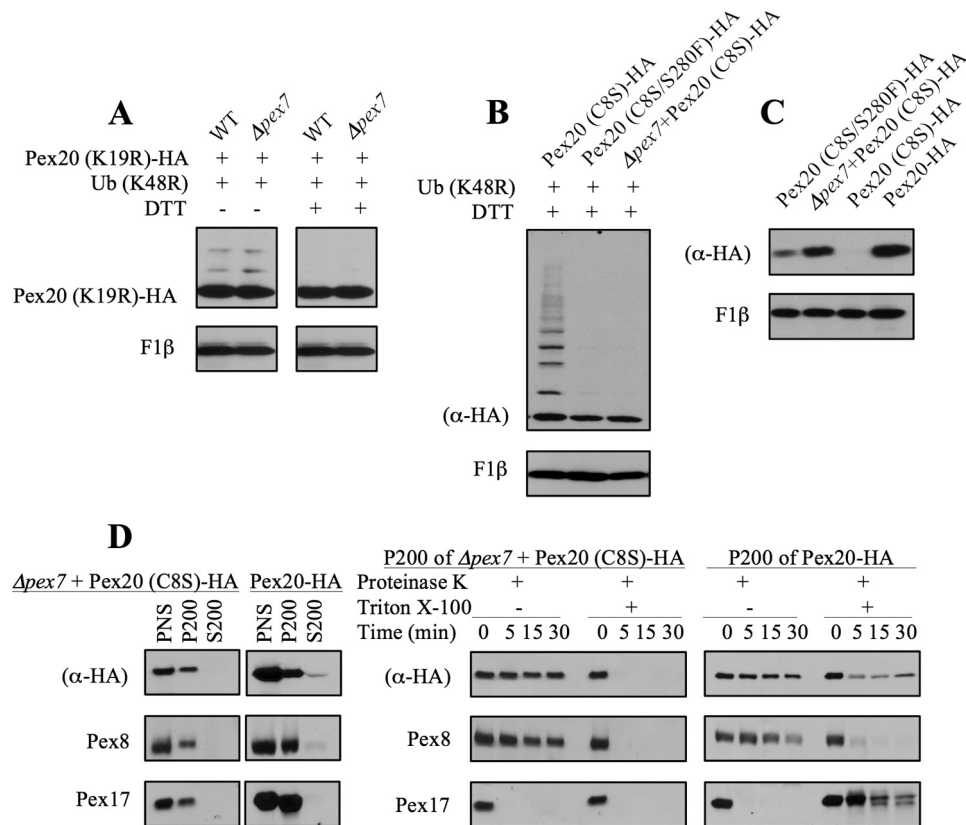 A
WT
Δpex7
WT
Δpex7
Pex20 (K19R)-HA + + + +
Ub (K48R) + + + +
DTT - - + +
Pex20 (K19R)-HA
F1β
B
Pex20 (C8S)-HA
Pex20 (C8S/S280F)-HA
Δpex7+Pex20 (C8S)-HA
Ub (K48R) + + +
DTT + + +
(α-HA)
F1β
C
Pex20 (C8S/S280F)-HA
Δpex7+Pex20 (C8S)-HA
Pex20 (C8S)-HA
Pex20-HA
(α-HA)
F1β
D
Δpex7 + Pex20 (C8S)-HA Pex20-HA
PNS P200 S200 PNS P200 S200
(α-HA)
Pex8
Pex17
P200 of Δpex7 + Pex20 (C8S)-HA P200 of Pex20-HA
Proteinase K + + + +
Triton X-100 - + - +
Time (min) 0 5 15 30 0 5 15 30 0 5 15 30 0 5 15 30
(α-HA)
Pex8
Pex17